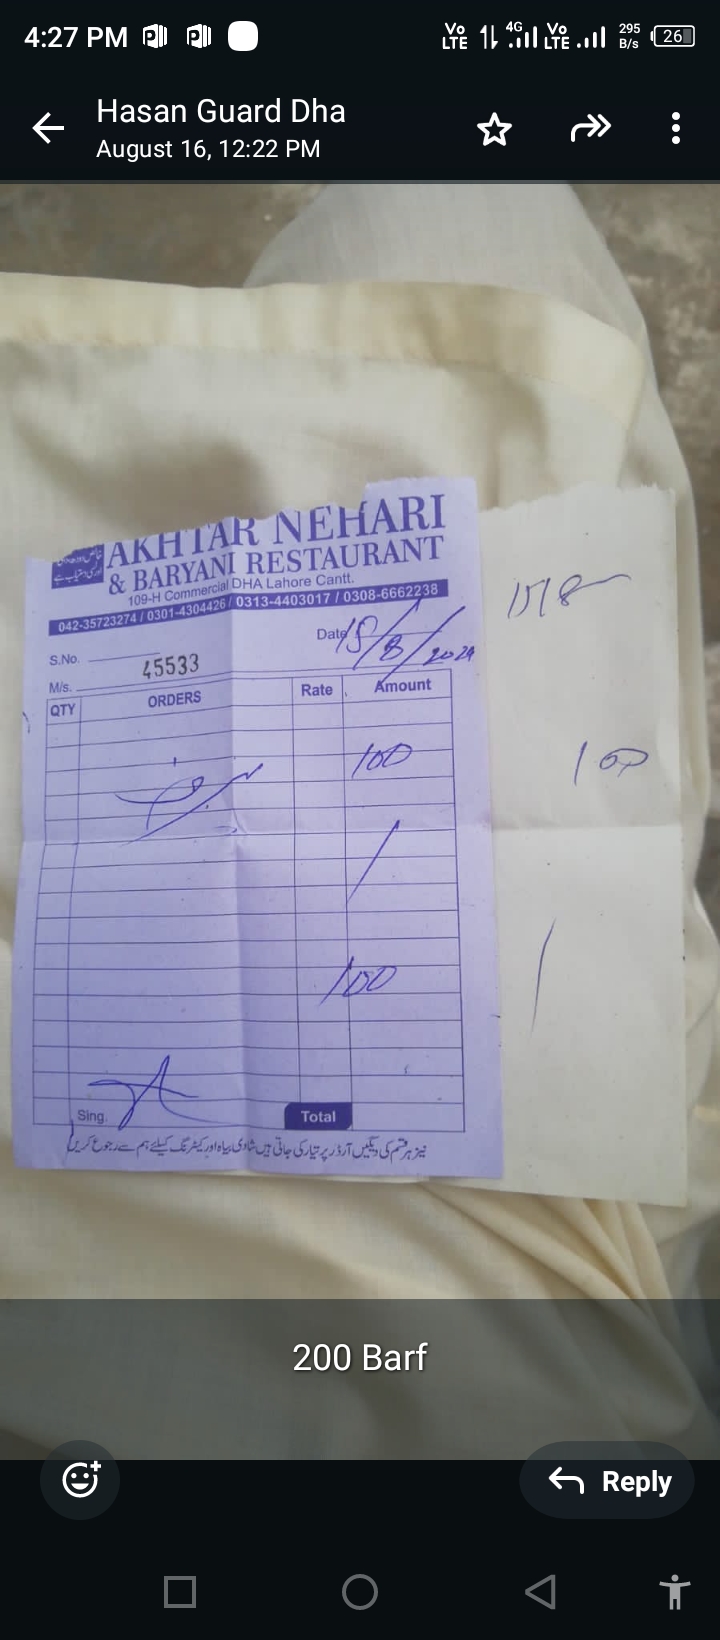 4:27 PM
Vo LTE 4G Vo LTE 295 B/s 26
Hasan Guard Dha
August 16, 12:22 PM
AKHTAR NEHARI
& BARYANI RESTAURANT
109-H Commercial DHA Lahore Cantt.
042-35723274 / 0301-4304426 / 0313-4403017 / 0308-6662238
Date 15/8/2024
S.No.
45533
M/s.
QTY ORDERS Rate Amount
برف 100
100
Sing. Total
نیز ہر قسم کی دیگیں آرڈر پر تیار کی جاتی ہیں شادی بیاہ اور کیٹرنگ کیلئے ہم سے رجوع کریں
15/8
100
200 Barf
Reply